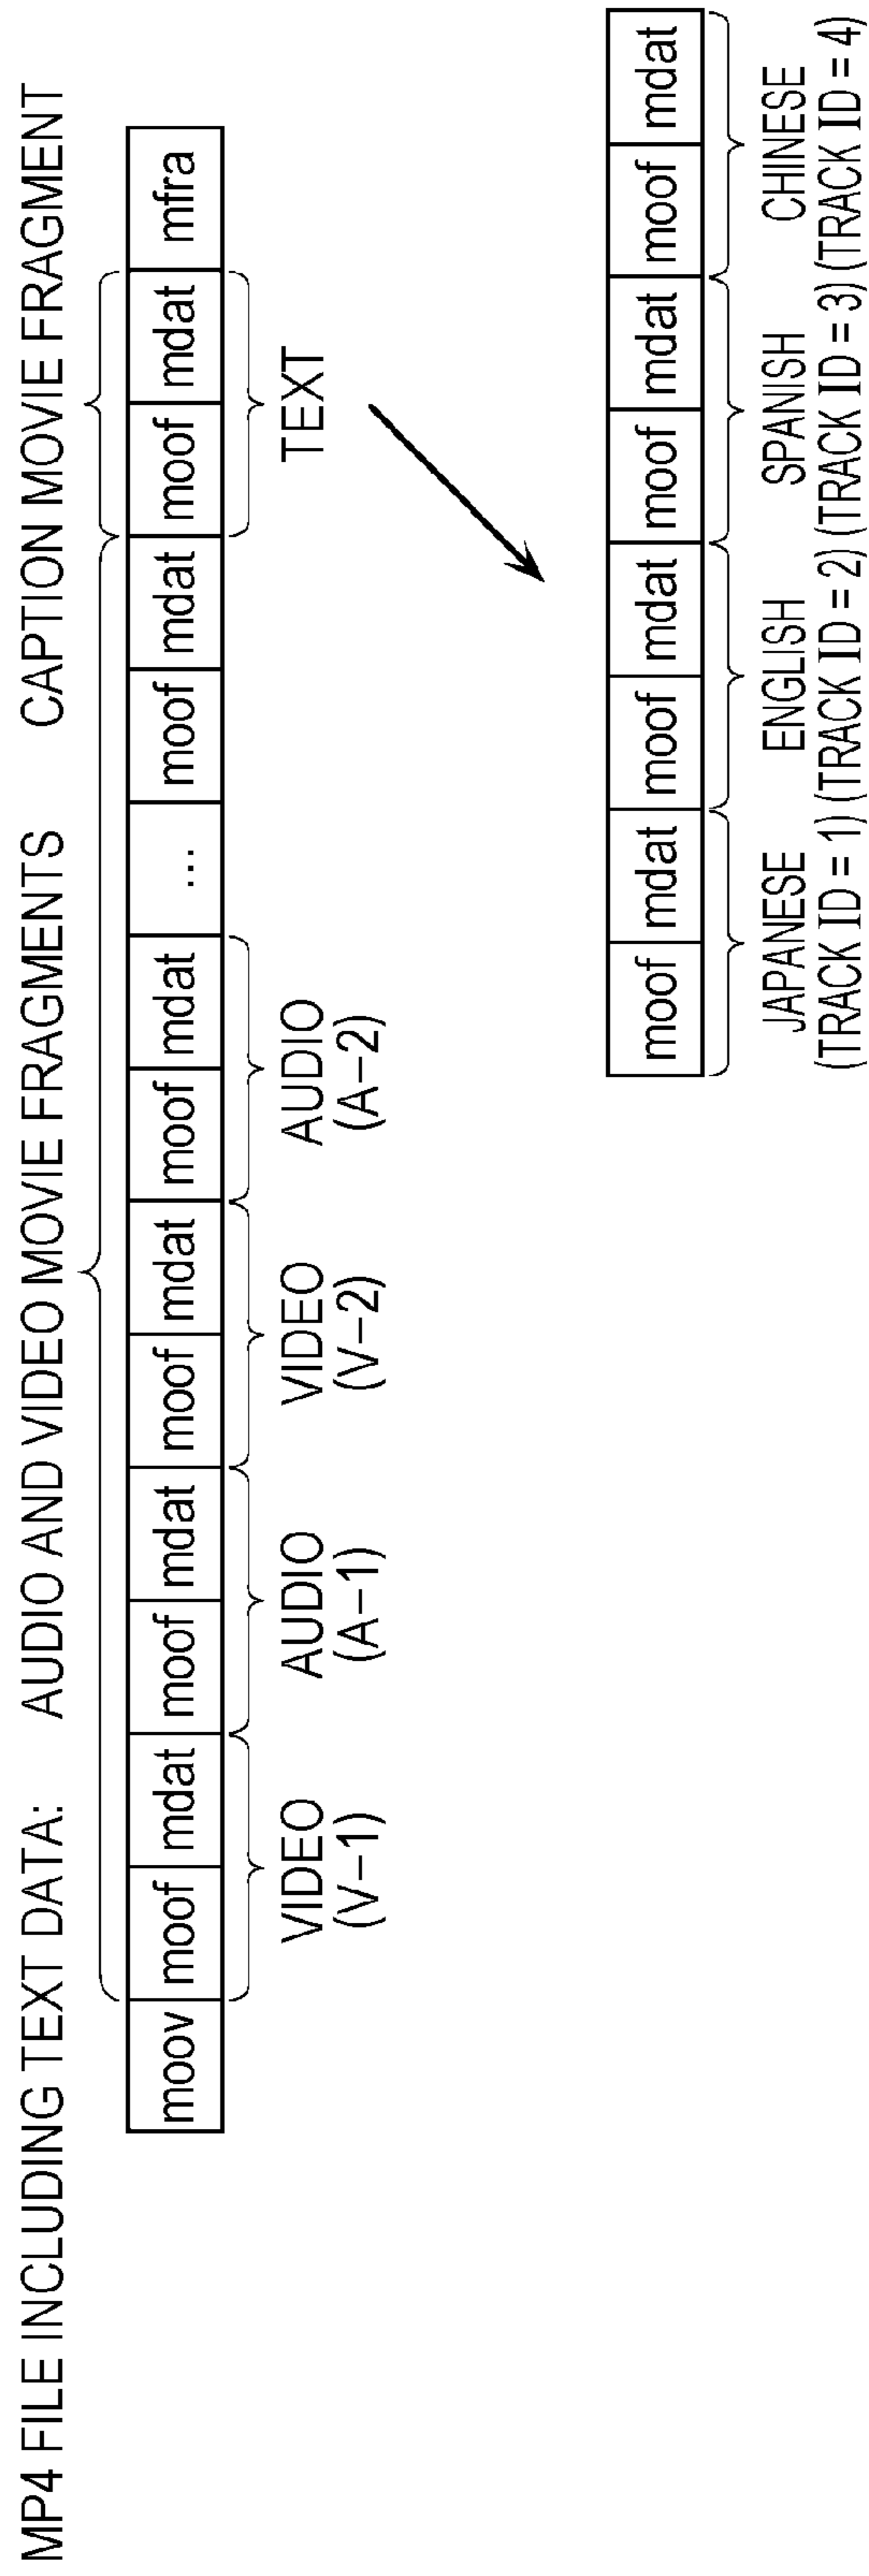 MP4 FILE INCLUDING TEXT DATA: AUDIO AND VIDEO MOVIE FRAGMENTS CAPTION MOVIE FRAGMENT
moov moof mdat moof mdat moof mdat moof mdat ... moof mdat moof mdat mfra
VIDEO AUDIO VIDEO AUDIO TEXT
(V–1) (A–1) (V–2) (A–2)
moof mdat moof mdat moof mdat moof mdat
JAPANESE ENGLISH SPANISH CHINESE
(TRACK ID = 1) (TRACK ID = 2) (TRACK ID = 3) (TRACK ID = 4)